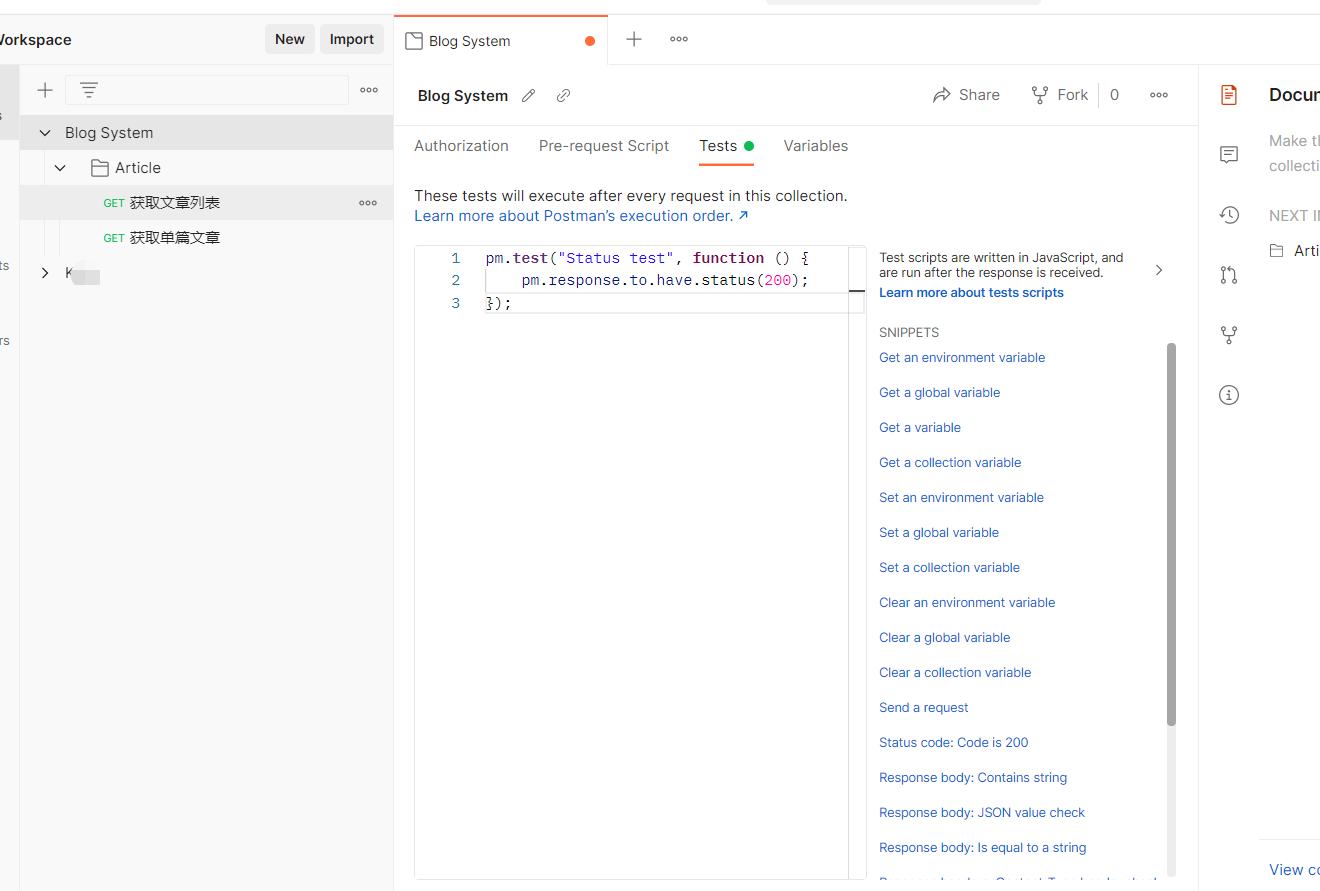 Workspace
New
Import
Blog System
Blog System
Article
GET 获取文章列表
GET 获取单篇文章
Blog System
Share
Fork
0
Authorization
Pre-request Script
Tests
Variables
These tests will execute after every request in this collection.
Learn more about Postman’s execution order. ↗
1 pm.test("Status test", function () {
2 pm.response.to.have.status(200);
3 });
Test scripts are written in JavaScript, and
are run after the response is received.
Learn more about tests scripts
SNIPPETS
Get an environment variable
Get a global variable
Get a variable
Get a collection variable
Set an environment variable
Set a global variable
Set a collection variable
Clear an environment variable
Clear a global variable
Clear a collection variable
Send a request
Status code: Code is 200
Response body: Contains string
Response body: JSON value check
Response body: Is equal to a string
Docum
Make th
collecti
NEXT IN
Arti
View co